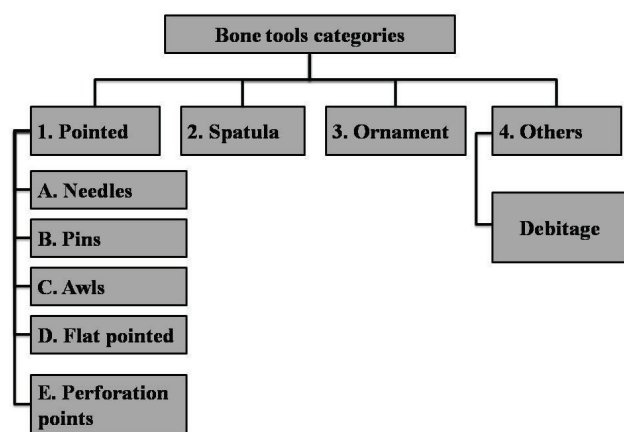 Bone tools categories
1. Pointed
2. Spatula
3. Ornament
4. Others
A. Needles
B. Pins
C. Awls
D. Flat pointed
E. Perforation
points
Debitage